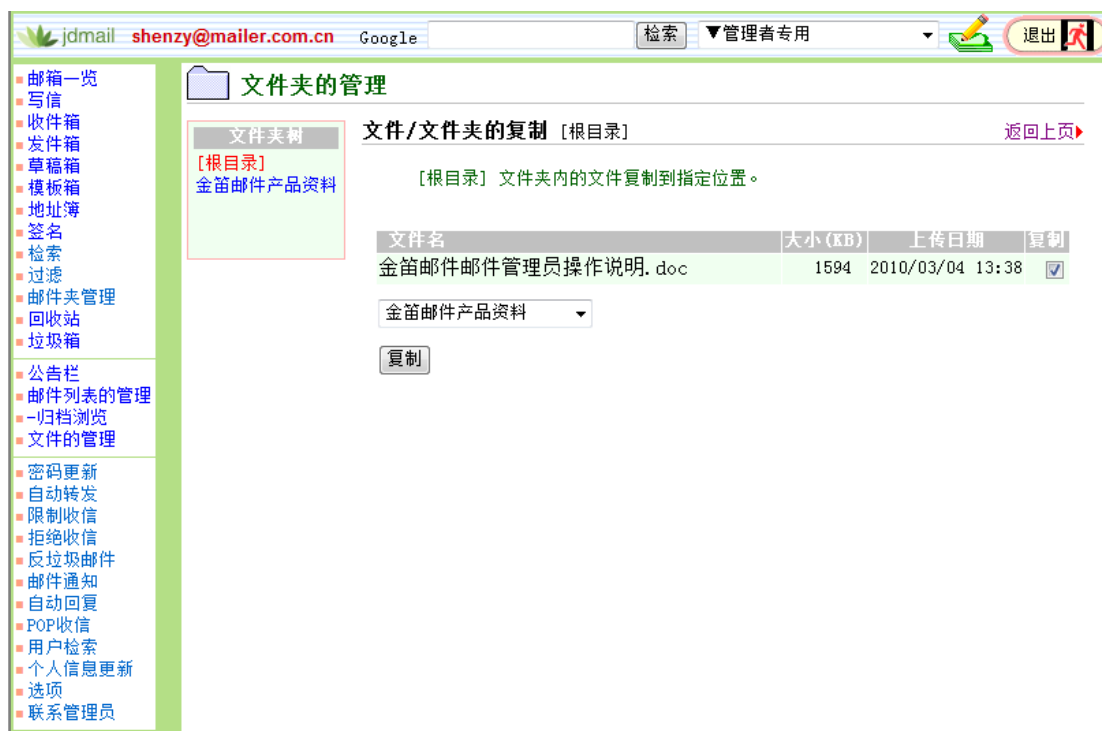 jdmail shenzy@mailer.com.cn Google 检索 ▼管理者专用 退出
邮箱一览
写信
收件箱
发件箱
草稿箱
模板箱
地址簿
签名
检索
过滤
邮件夹管理
回收站
垃圾箱
公告栏
邮件列表的管理
-归档浏览
文件的管理
密码更新
自动转发
限制收信
拒绝收信
反垃圾邮件
邮件通知
自动回复
POP收信
用户检索
个人信息更新
选项
联系管理员
文件夹的管理
文件夹树
[根目录]
金笛邮件产品资料
文件/文件夹的复制 [根目录] 返回上页
[根目录] 文件夹内的文件复制到指定位置。
文件名 大小(KB) 上传日期 复制
金笛邮件邮件管理员操作说明.doc 1594 2010/03/04 13:38
金笛邮件产品资料
复制